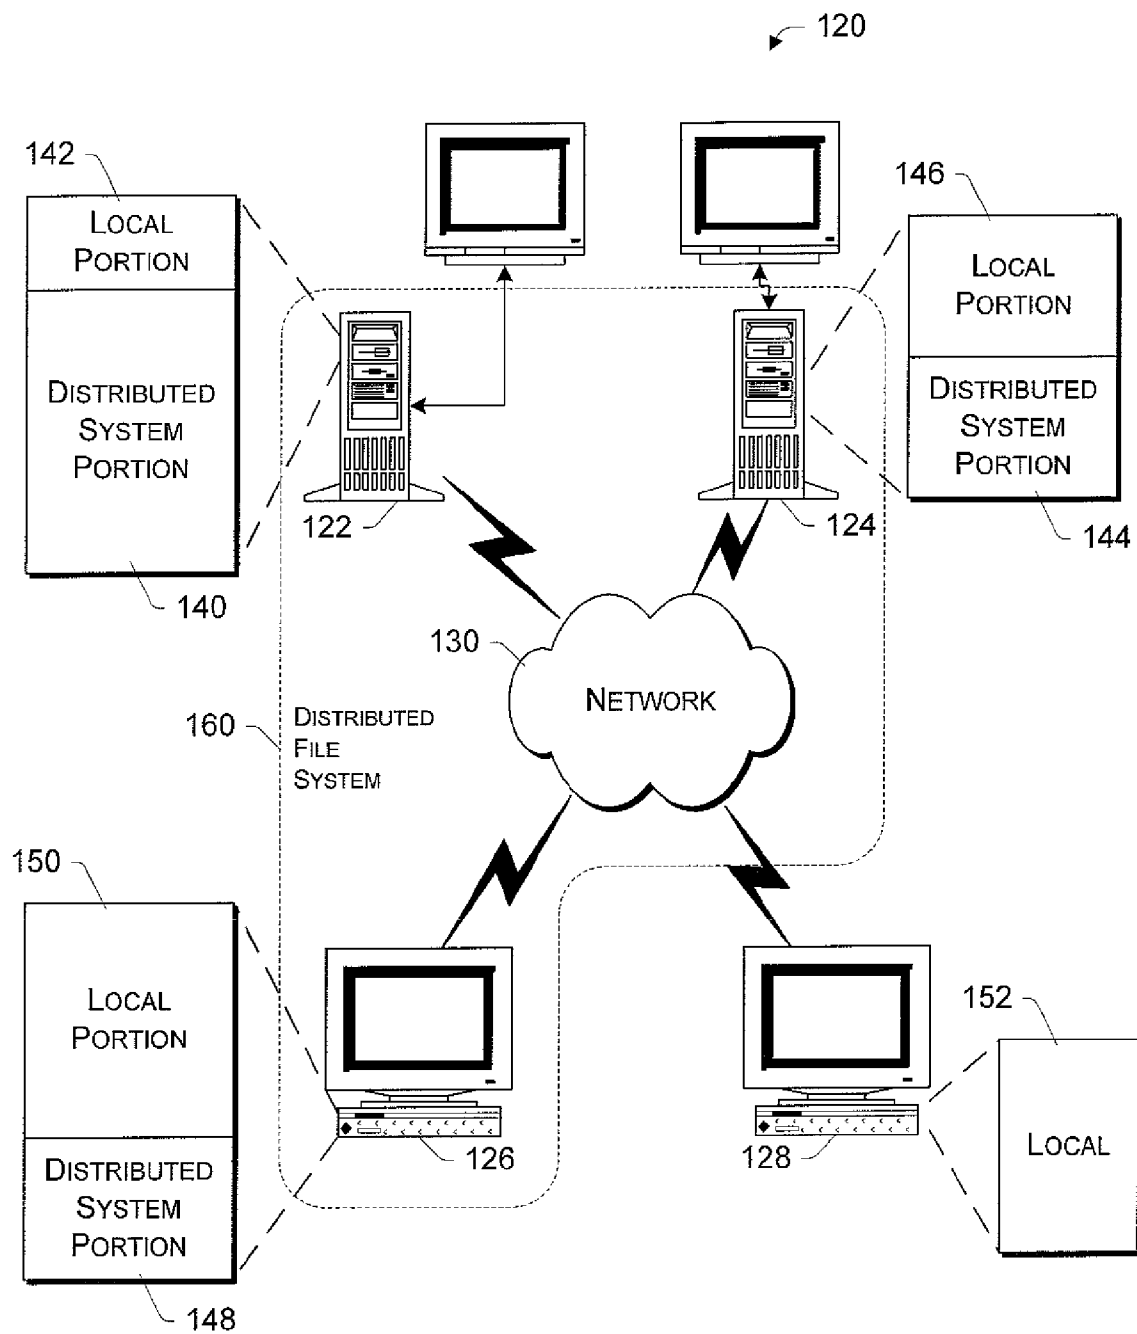 120
142
LOCAL
PORTION
DISTRIBUTED
SYSTEM
PORTION
140
146
LOCAL
PORTION
DISTRIBUTED
SYSTEM
PORTION
144
122
124
130
NETWORK
160
DISTRIBUTED
FILE
SYSTEM
150
LOCAL
PORTION
DISTRIBUTED
SYSTEM
PORTION
148
126
128
152
LOCAL